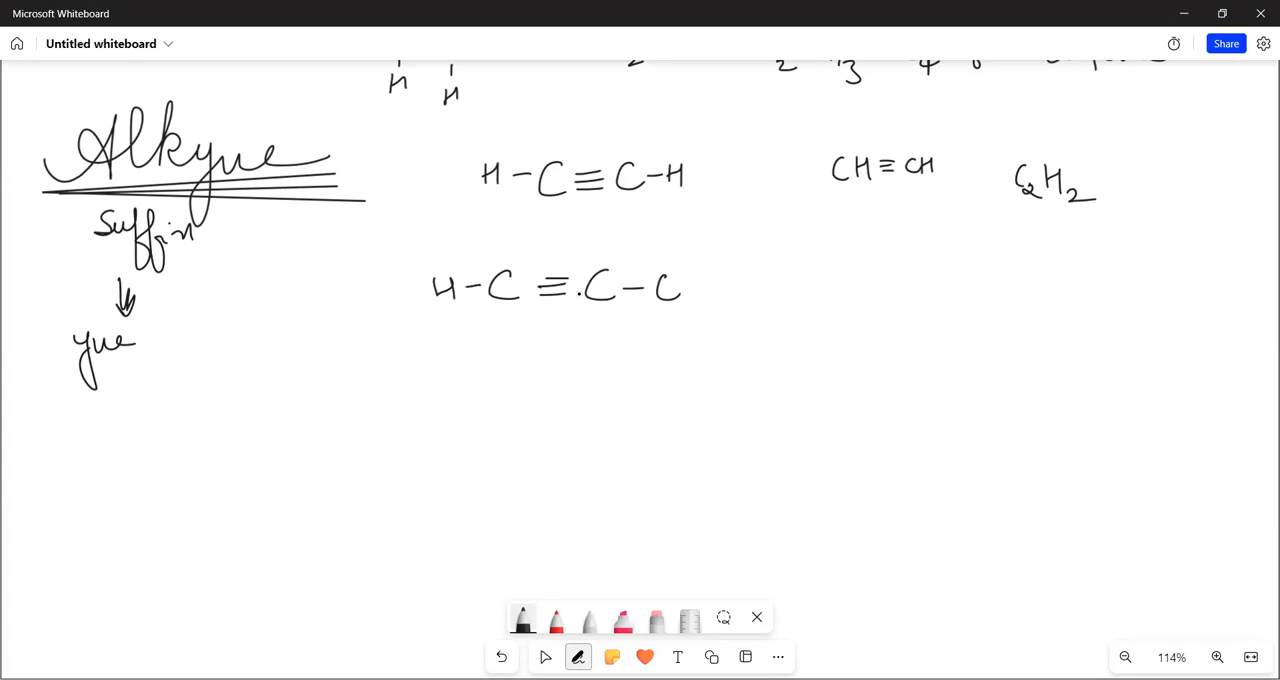 Microsoft Whiteboard
Untitled whiteboard
Share
H H
Alkyne
H-C≡C-H CH≡CH C2H2
Suffix
H-C≡.C-C
yne
114%